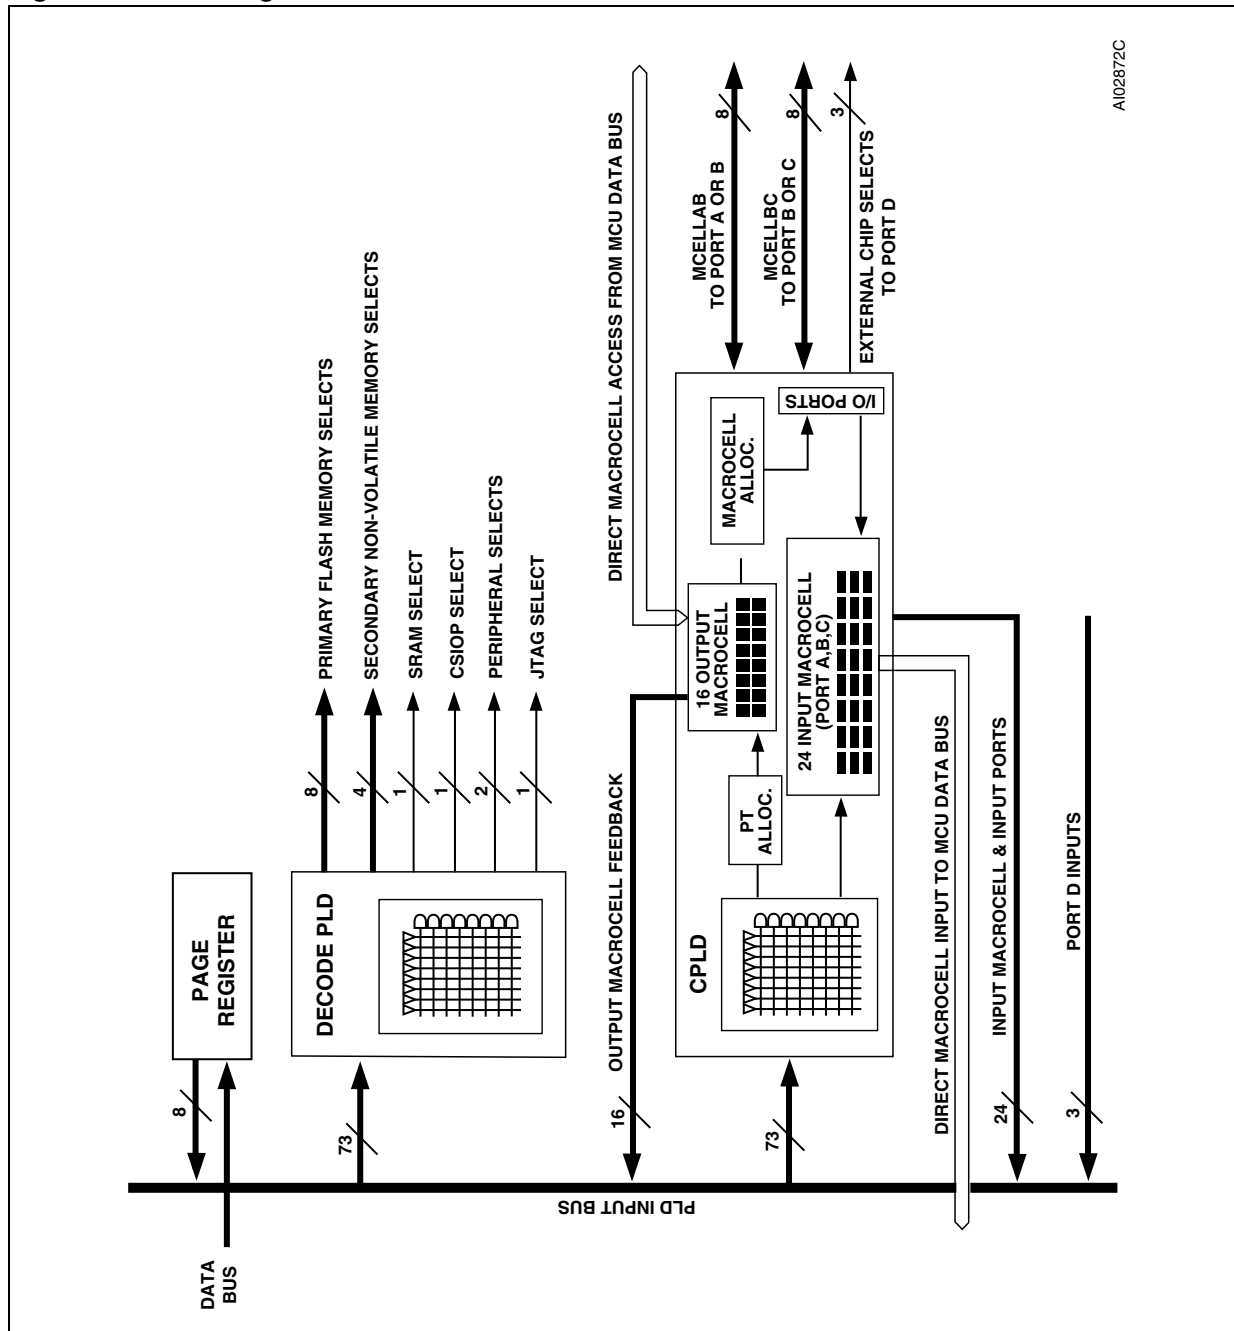 AI02872C
DATA
BUS
8
PAGE
REGISTER
PLD INPUT BUS
73
DECODE PLD
8
PRIMARY FLASH MEMORY SELECTS
4
SECONDARY NON-VOLATILE MEMORY SELECTS
1
SRAM SELECT
1
CSIOP SELECT
2
PERIPHERAL SELECTS
1
JTAG SELECT
16
OUTPUT MACROCELL FEEDBACK
DIRECT MACROCELL ACCESS FROM MCU DATA BUS
73
CPLD
PT
ALLOC.
16 OUTPUT
MACROCELL
MACROCELL
ALLOC.
I/O PORTS
24 INPUT MACROCELL
(PORT A,B,C)
MCELLAB
TO PORT A OR B
8
MCELLBC
TO PORT B OR C
8
EXTERNAL CHIP SELECTS
TO PORT D
3
DIRECT MACROCELL INPUT TO MCU DATA BUS
24
INPUT MACROCELL & INPUT PORTS
3
PORT D INPUTS